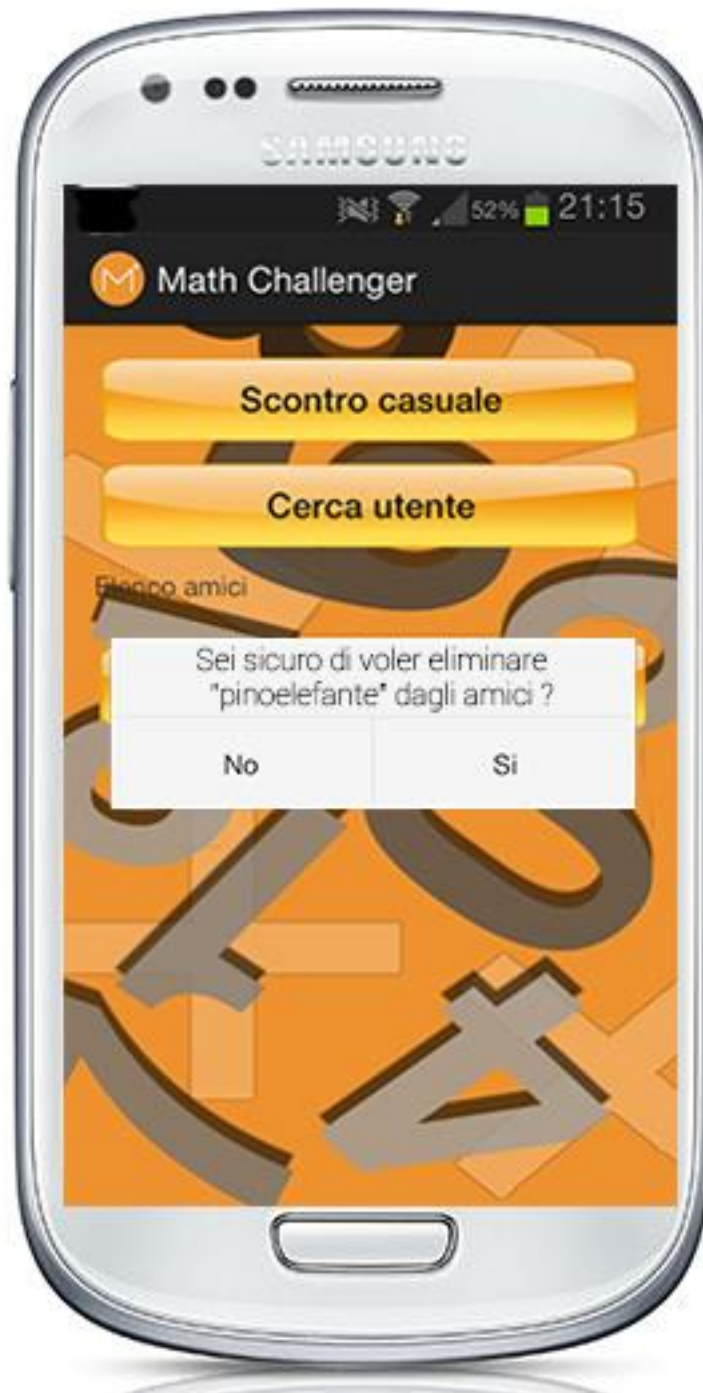 SAMSUNG
52% 21:15
Math Challenger
Scontro casuale
Cerca utente
Elenco amici
Sei sicuro di voler eliminare
"pinoelefante" dagli amici ?
No Si